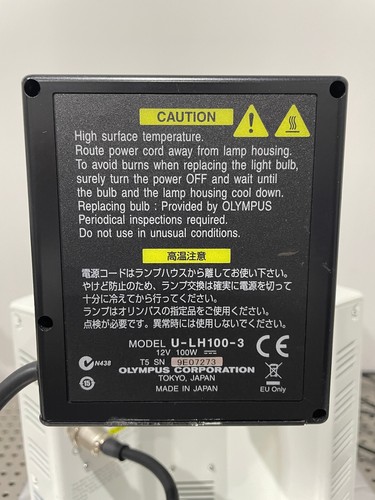 CAUTION
High surface temperature.
Route power cord away from lamp housing.
To avoid burns when replacing the light bulb,
surely turn the power OFF and wait until
the bulb and the lamp housing cool down.
Replacing bulb : Provided by OLYMPUS
Periodical inspections required.
Do not use in unusual conditions.
高温注意
電源コードはランプハウスから離してお使い下さい。
やけど防止のため、ランプ交換は確実に電源を切って
十分に冷えてから行ってください。
ランプはオリンパスの指定品をご使用ください。
点検が必要です。異常時には使用しないでください。
MODEL U-LH100-3
12V 100W
T5 SN 9E07273
OLYMPUS CORPORATION
TOKYO, JAPAN
MADE IN JAPAN
N438
15
CE
EU Only